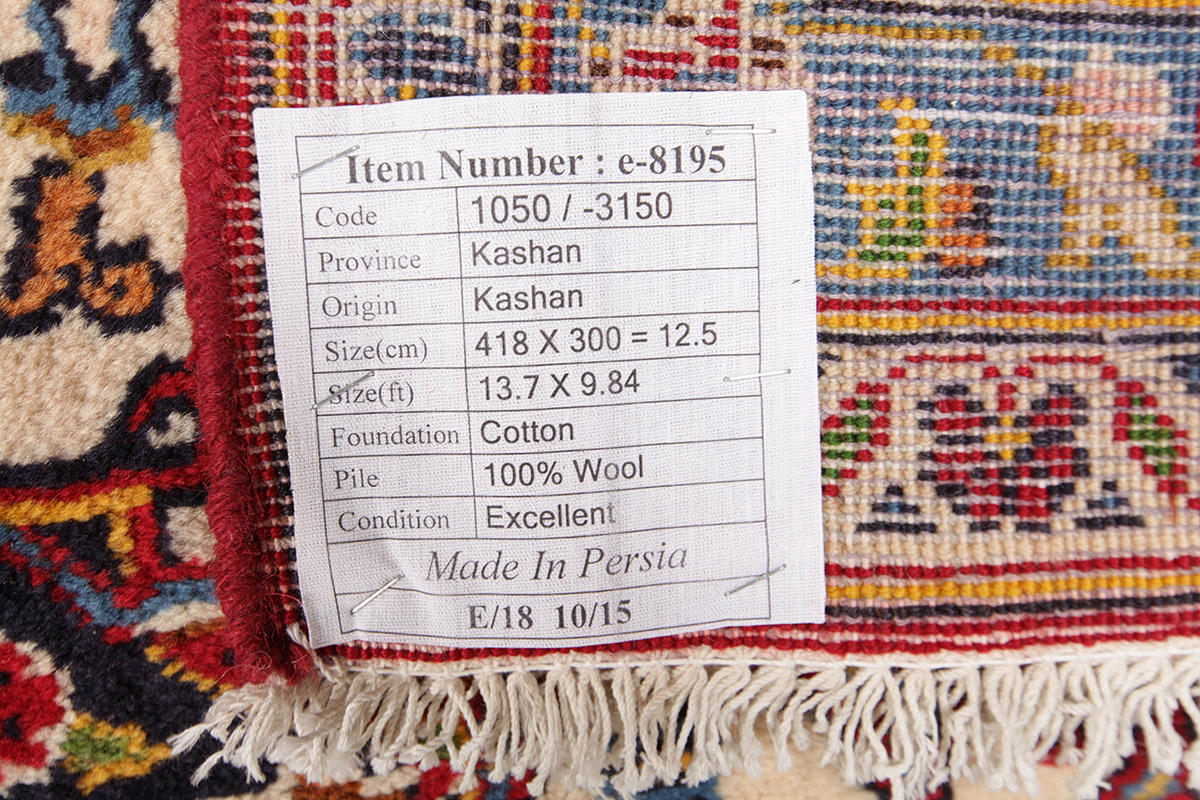 Item Number : e-8195
Code 1050 / -3150
Province Kashan
Origin Kashan
Size(cm) 418 X 300 = 12.5
Size(ft) 13.7 X 9.84
Foundation Cotton
Pile 100% Wool
Condition Excellent
Made In Persia
E/18 10/15